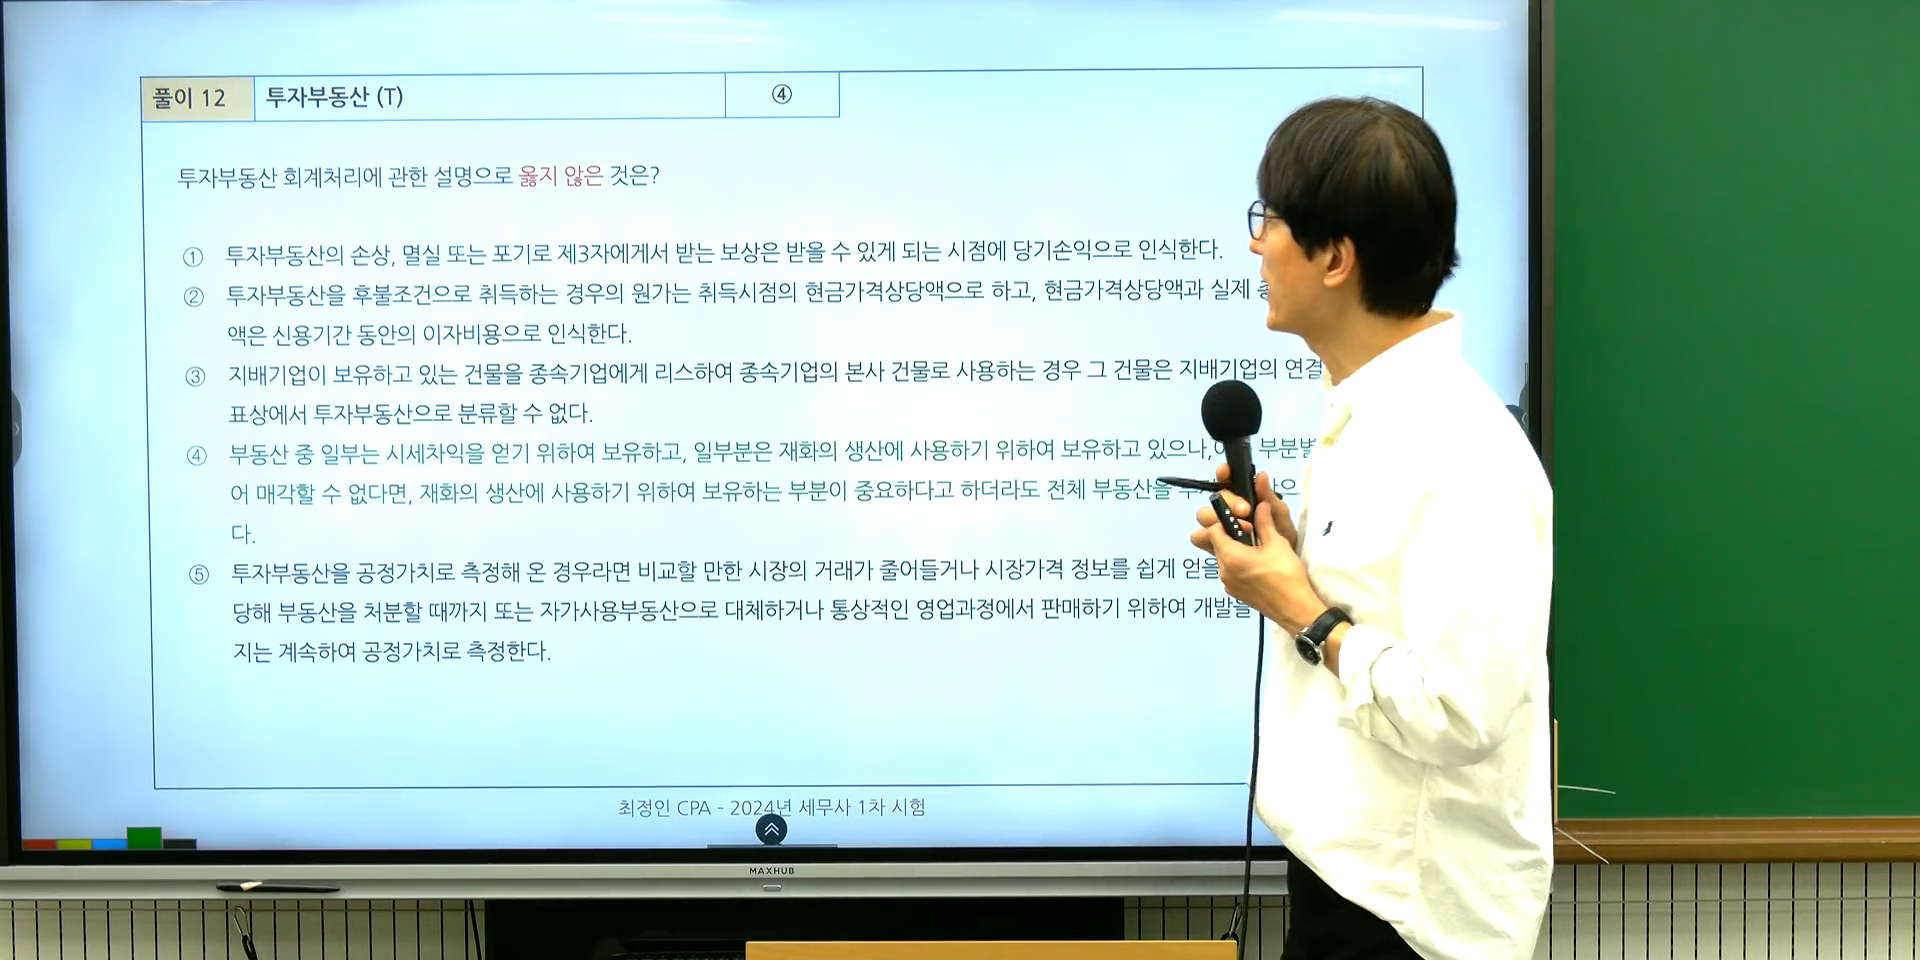 풀이 12
투자부동산 (T)
④
투자부동산 회계처리에 관한 설명으로 옳지 않은 것은?
① 투자부동산의 손상, 멸실 또는 포기로 제3자에게서 받는 보상은 받을 수 있게 되는 시점에 당기손익으로 인식한다.
② 투자부동산을 후불조건으로 취득하는 경우의 원가는 취득시점의 현금가격상당액으로 하고, 현금가격상당액과 실제
액은 신용기간 동안의 이자비용으로 인식한다.
③ 지배기업이 보유하고 있는 건물을 종속기업에게 리스하여 종속기업의 본사 건물로 사용하는 경우 그 건물은 지배기업의 연결
표상에서 투자부동산으로 분류할 수 없다.
④ 부동산 중 일부는 시세차익을 얻기 위하여 보유하고, 일부분은 재화의 생산에 사용하기 위하여 보유하고 있으나, 부분별
어 매각할 수 없다면, 재화의 생산에 사용하기 위하여 보유하는 부분이 중요하다고 하더라도 전체 부동산을
다.
⑤ 투자부동산을 공정가치로 측정해 온 경우라면 비교할 만한 시장의 거래가 줄어들거나 시장가격 정보를 쉽게 얻을
당해 부동산을 처분할 때까지 또는 자가사용부동산으로 대체하거나 통상적인 영업과정에서 판매하기 위하여 개발을
지는 계속하여 공정가치로 측정한다.
최정인 CPA - 2024년 세무사 1차 시험
MAXHUB